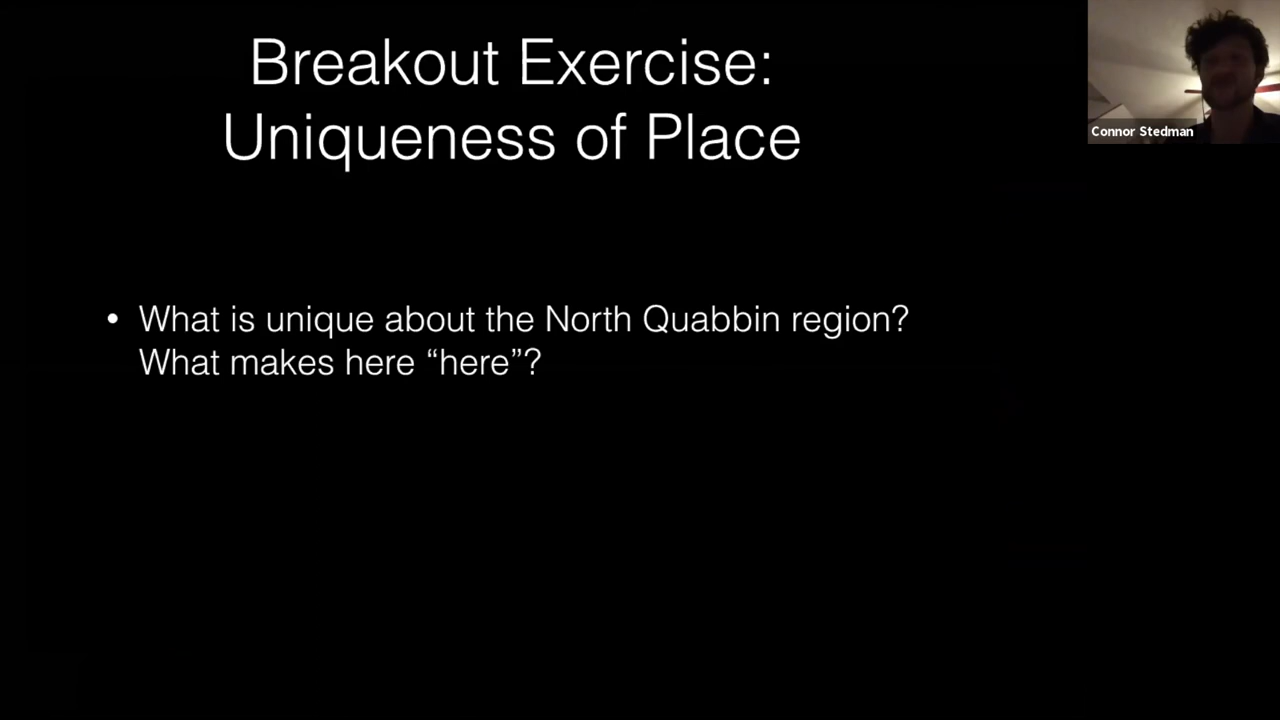 Breakout Exercise:
Uniqueness of Place
Connor Stedman
• What is unique about the North Quabbin region?
What makes here “here”?